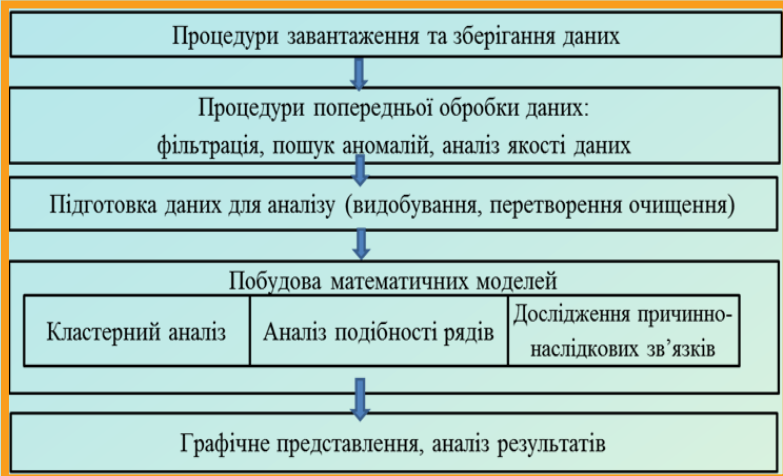 Процедури завантаження та зберігання даних
Процедури попередньої обробки даних:
фільтрація, пошук аномалій, аналіз якості даних
Підготовка даних для аналізу (видобування, перетворення очищення)
Побудова математичних моделей
Кластерний аналіз
Аналіз подібності рядів
Дослідження причинно-
наслідкових зв’язків
Графічне представлення, аналіз результатів